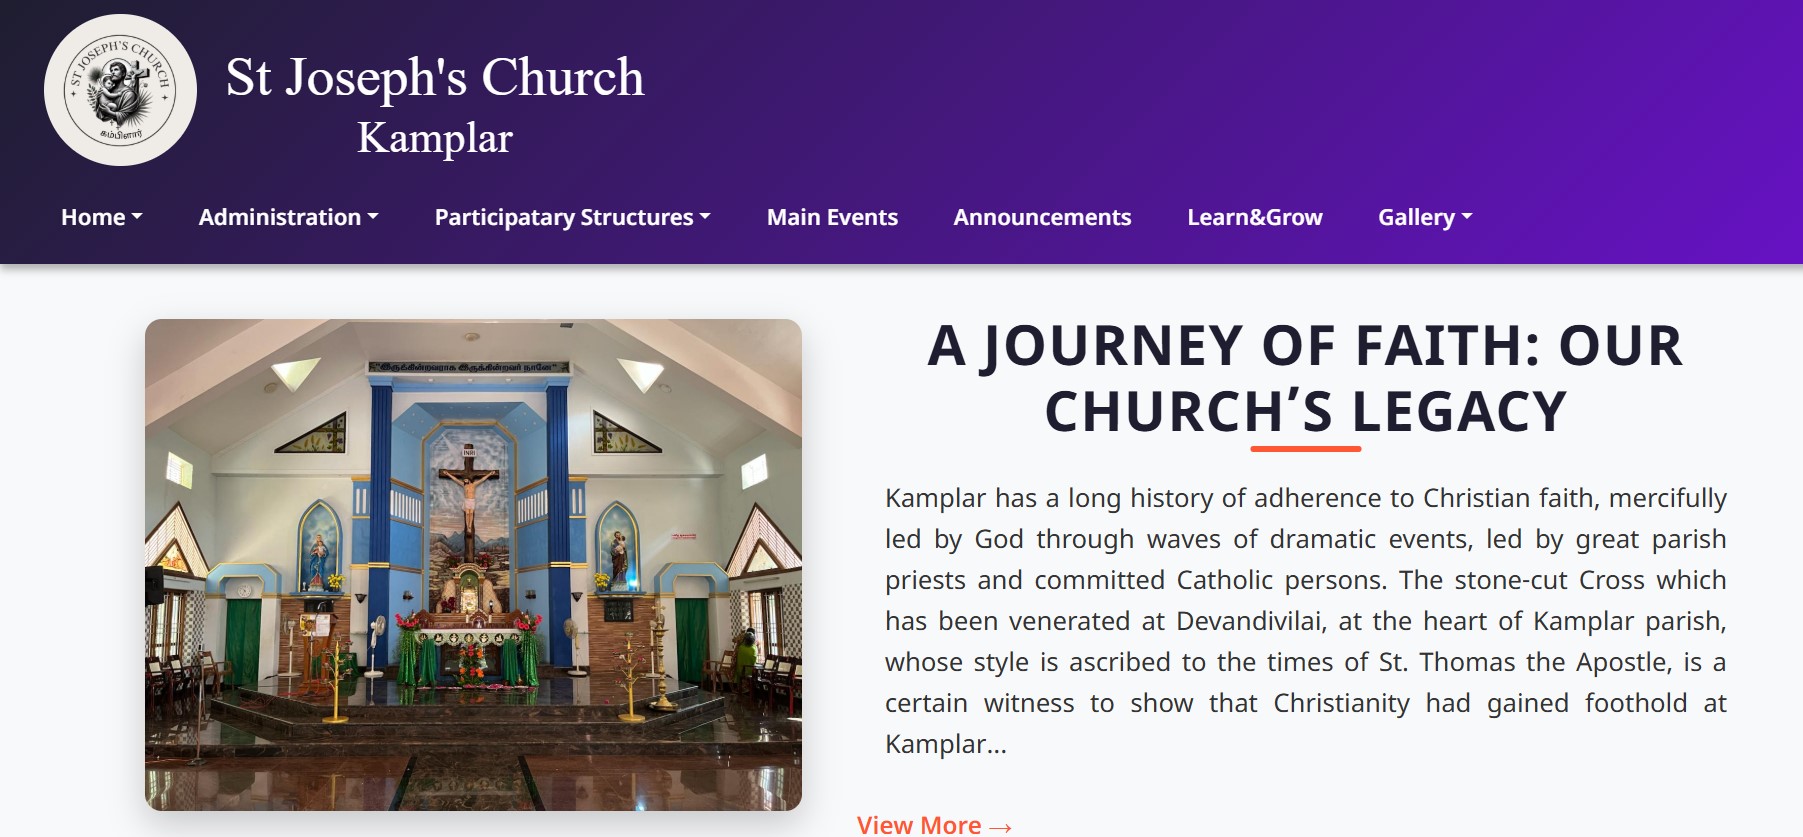 ST JOSEPH'S CHURCH
கம்பிளார்
St Joseph's Church
Kamplar
Home
Administration
Participatary Structures
Main Events
Announcements
Learn&Grow
Gallery
"இருக்கின்றவராக இருக்கின்றவர் நானே"
INRI
A JOURNEY OF FAITH: OUR
CHURCH’S LEGACY
Kamplar has a long history of adherence to Christian faith, mercifully
led by God through waves of dramatic events, led by great parish
priests and committed Catholic persons. The stone-cut Cross which
has been venerated at Devandivilai, at the heart of Kamplar parish,
whose style is ascribed to the times of St. Thomas the Apostle, is a
certain witness to show that Christianity had gained foothold at
Kamplar...
View More →